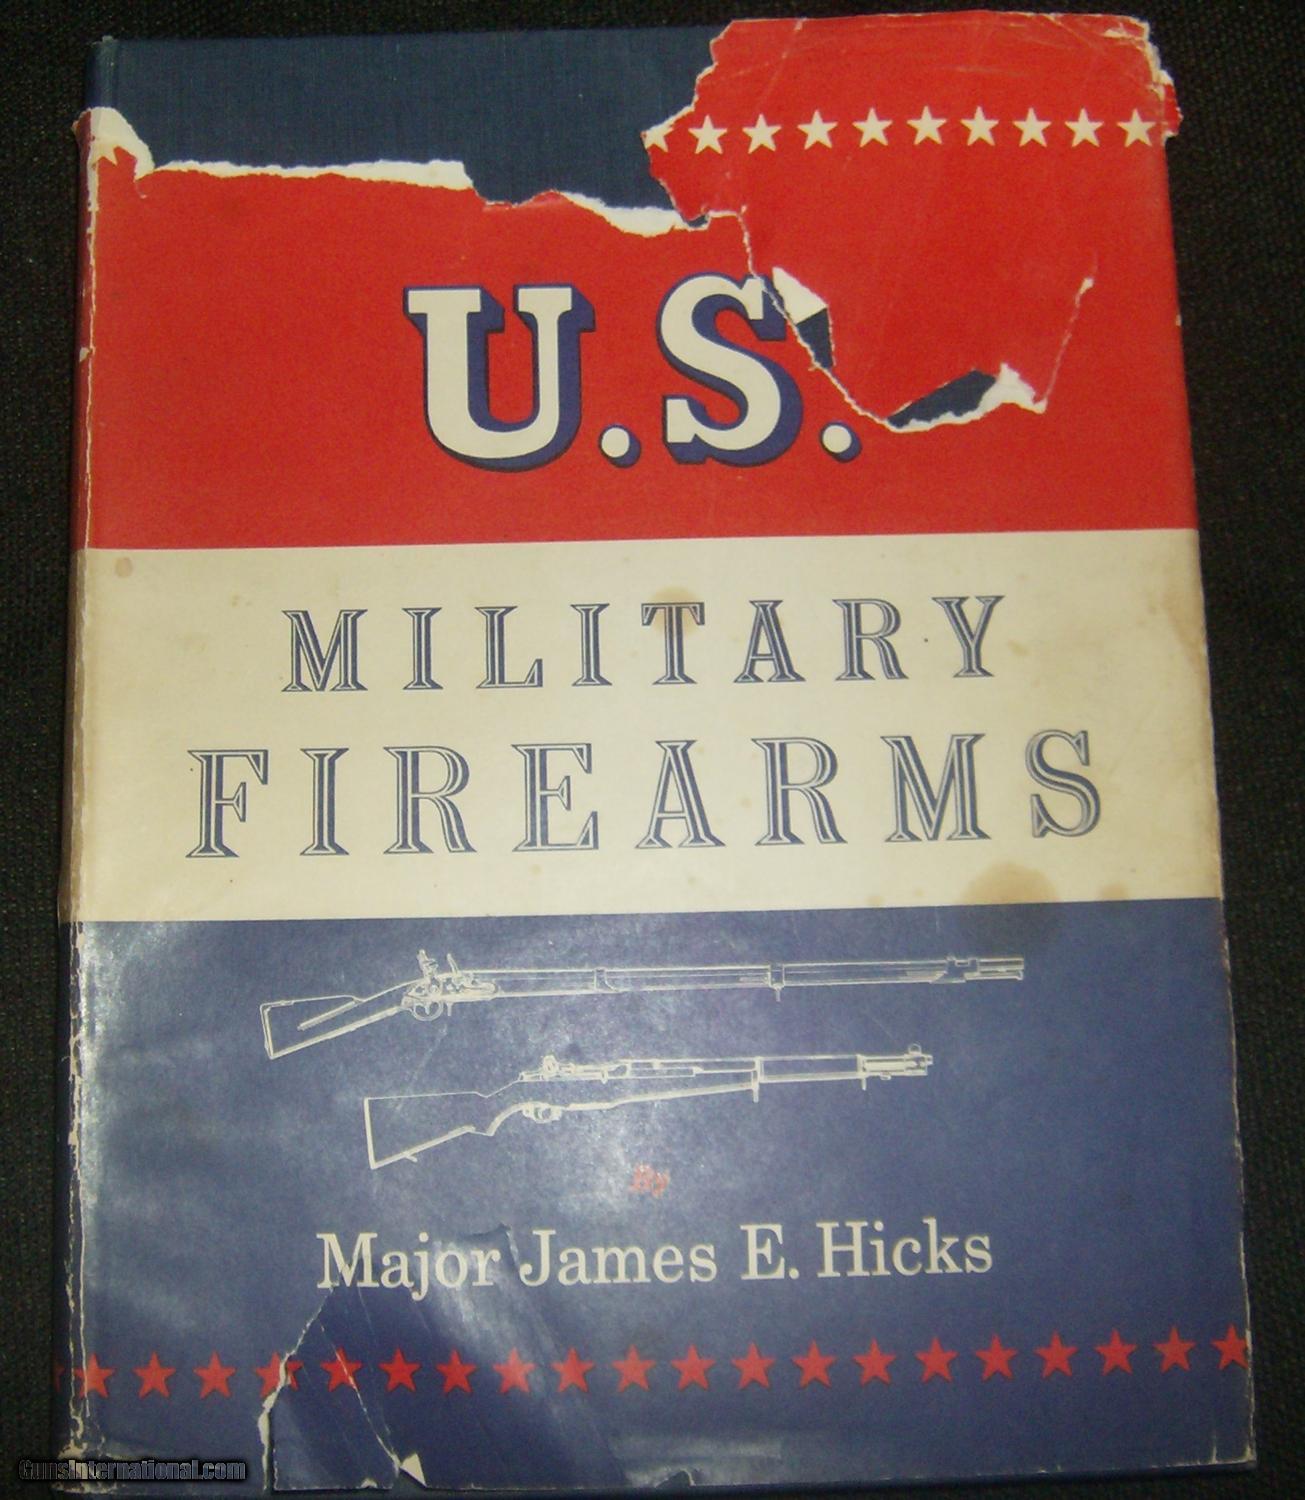 U.S.
MILITARY
FIREARMS
By
Major James E. Hicks
GunsInternational.com